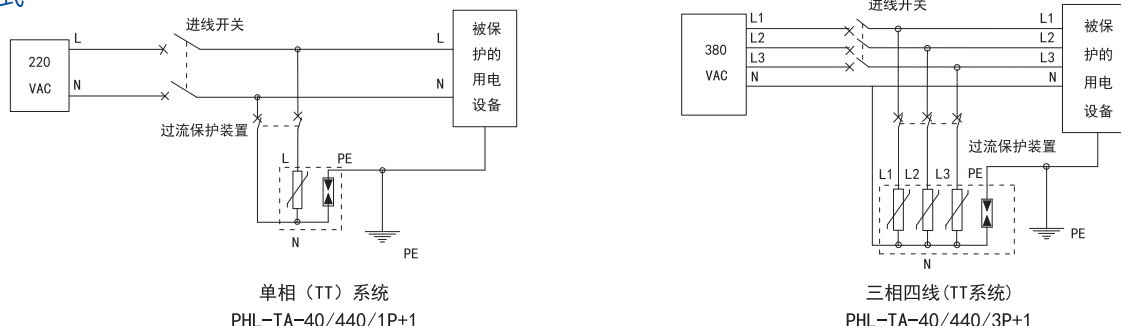 式
进线开关
L
L
220
VAC
N
N
被保
护的
用电
设备
过流保护装置
L
PE
N
PE
单相（TT）系统
PHL-TA-40/440/1P+1
进线开关
L1
L1
L2
L2
L3
L3
N
N
380
VAC
被保
护的
用电
设备
过流保护装置
L1 L2 L3 PE
N
PE
三相四线(TT系统)
PHL-TA-40/440/3P+1